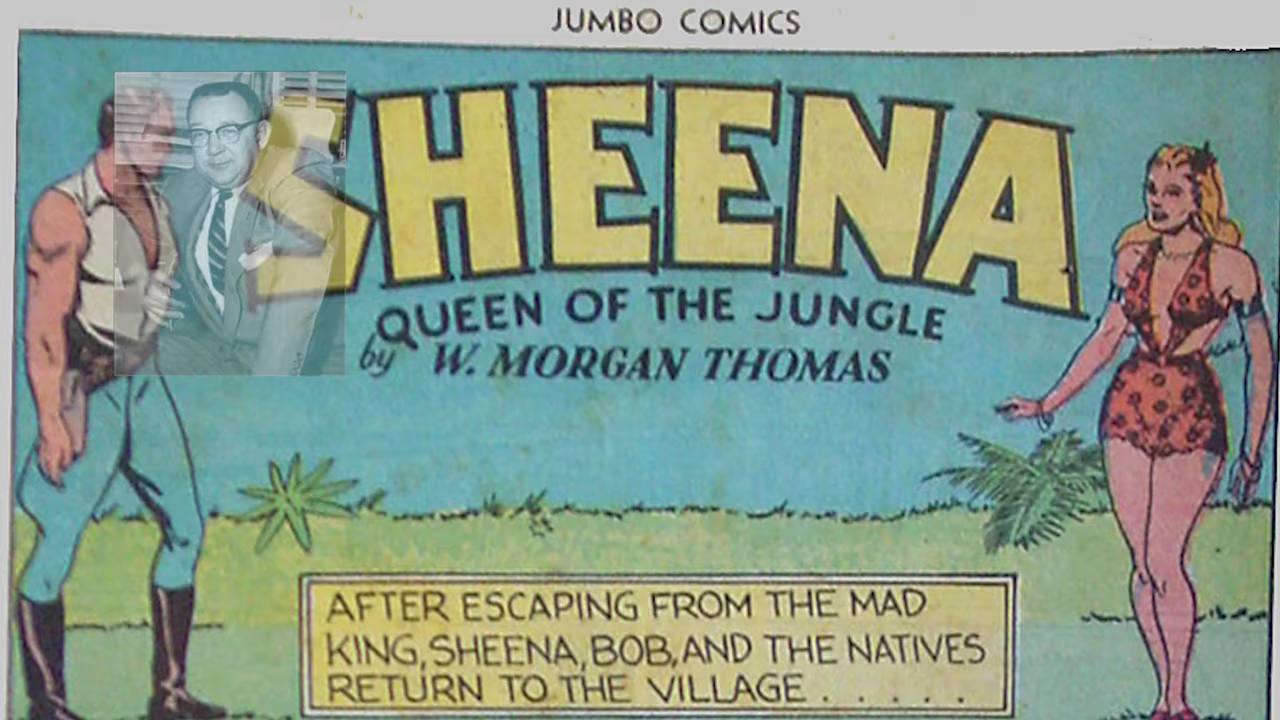 JUMBO COMICS
SHEENA
QUEEN OF THE JUNGLE
by W. MORGAN THOMAS
AFTER ESCAPING FROM THE MAD
KING, SHEENA, BOB, AND THE NATIVES
RETURN TO THE VILLAGE . . . . .